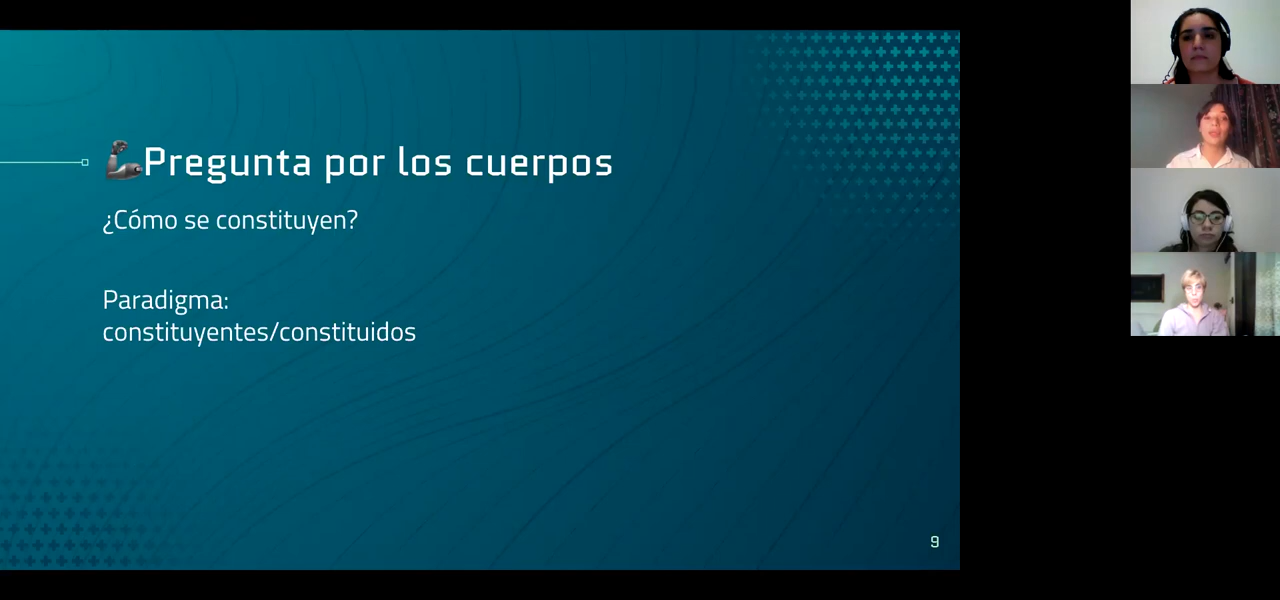 Pregunta por los cuerpos
¿Cómo se constituyen?
Paradigma:
constituyentes/constituidos
9